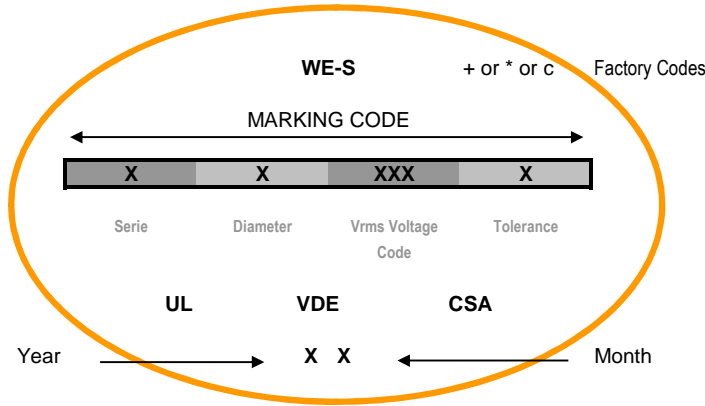 WE-S + or * or c Factory Codes
MARKING CODE
X X XXX X
Serie Diameter Vrms Voltage Tolerance
Code
UL VDE CSA
Year X X Month